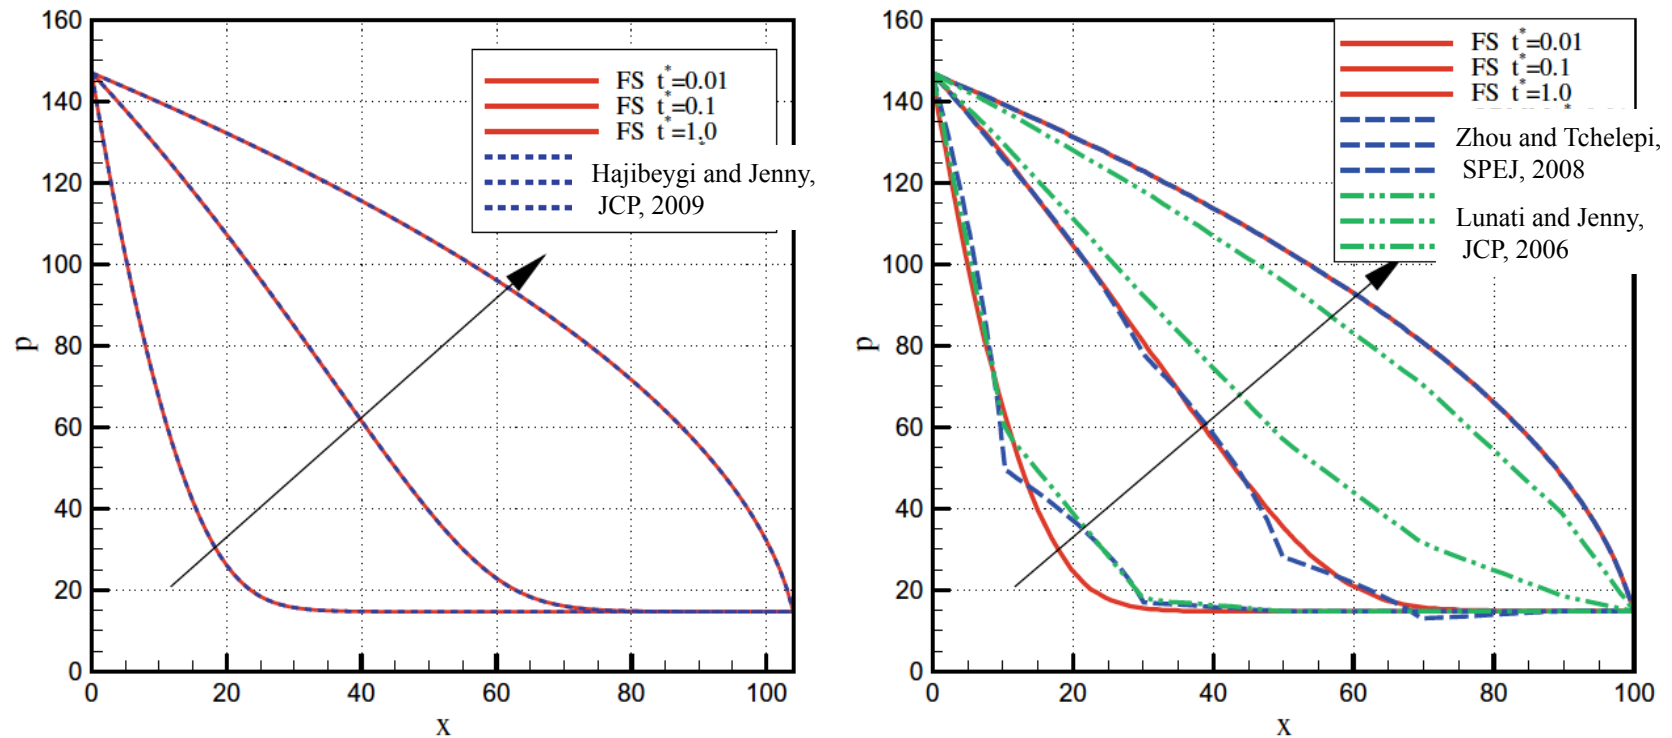 160
140
120
100
80
60
40
20
0
p
FS t*=0.01
FS t*=0.1
FS t*=1.0
Hajibeygi and Jenny,
JCP, 2009
0 20 40 60 80 100
x
160
140
120
100
80
60
40
20
0
p
FS t*=0.01
FS t*=0.1
FS t*=1.0
Zhou and Tchelepi,
SPEJ, 2008
Lunati and Jenny,
JCP, 2006
0 20 40 60 80 100
x